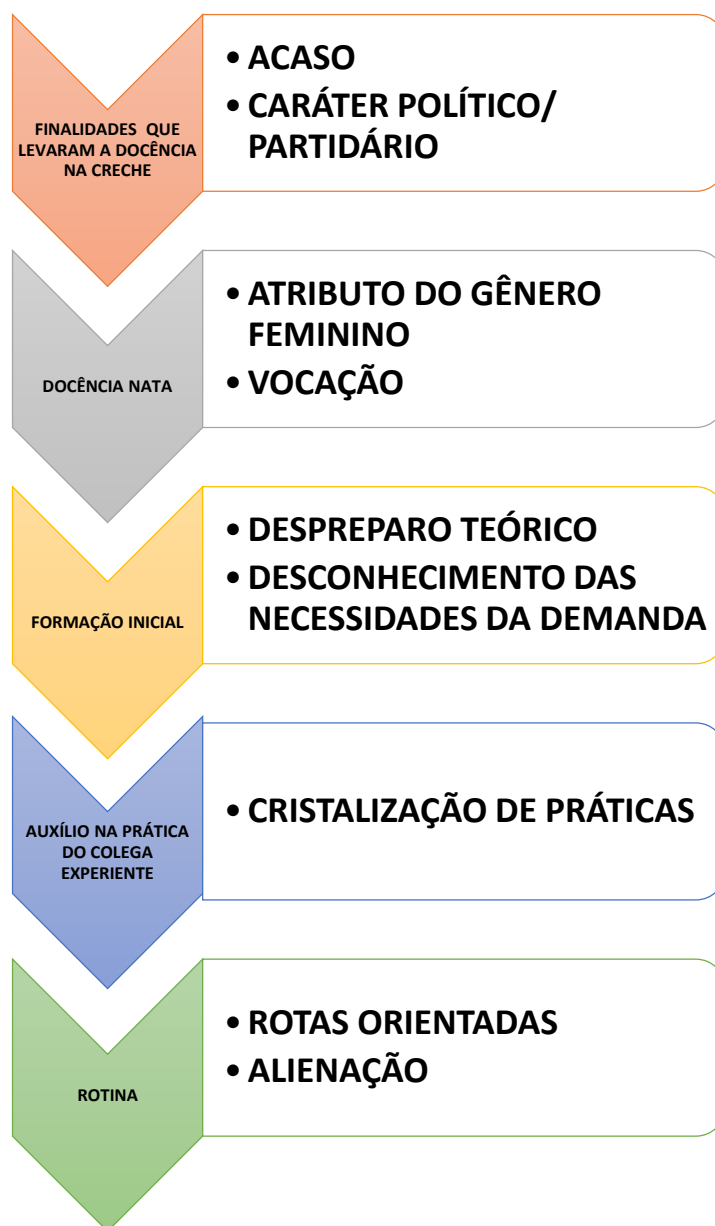 FINALIDADES QUE
LEVARAM A DOCÊNCIA
NA CRECHE
• ACASO
• CARÁTER POLÍTICO/
PARTIDÁRIO
DOCÊNCIA NATA
• ATRIBUTO DO GÊNERO
FEMININO
• VOCAÇÃO
FORMAÇÃO INICIAL
• DESPREPARO TEÓRICO
• DESCONHECIMENTO DAS
NECESSIDADES DA DEMANDA
AUXÍLIO NA PRÁTICA
DO COLEGA
EXPERIENTE
• CRISTALIZAÇÃO DE PRÁTICAS
ROTINA
• ROTAS ORIENTADAS
• ALIENAÇÃO